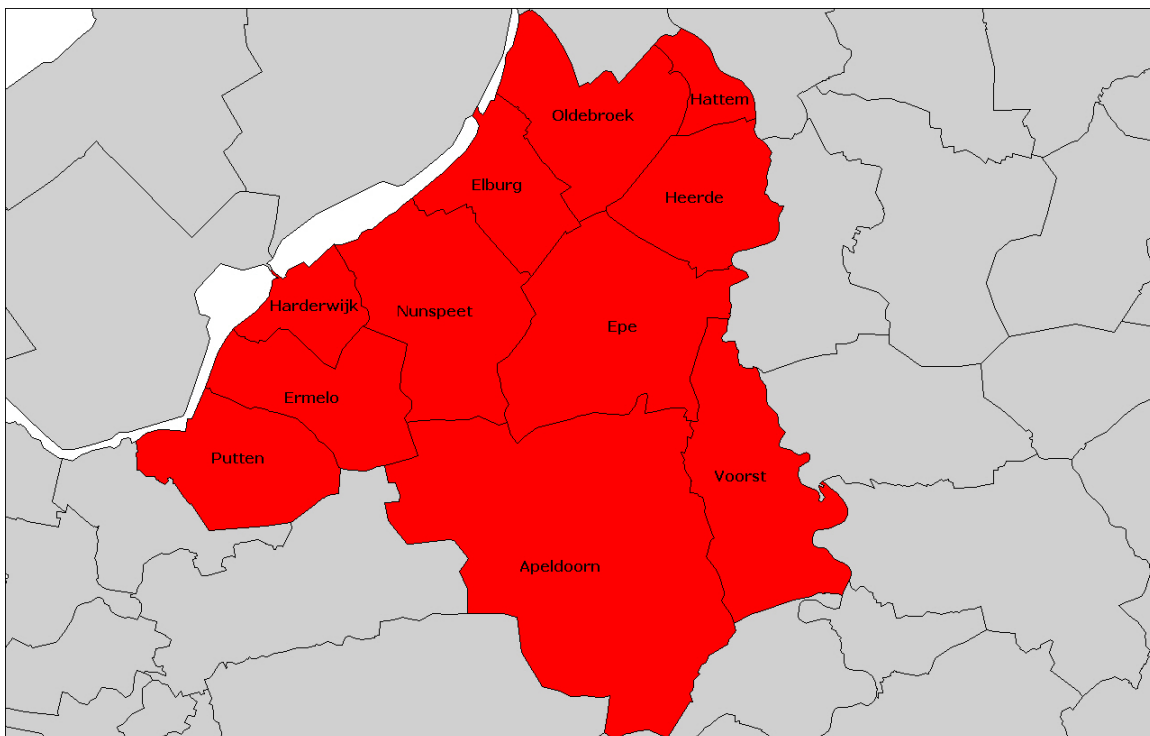 Hattem
Oldebroek
Elburg
Heerde
Harderwijk
Nunspeet
Epe
Ermelo
Putten
Voorst
Apeldoorn